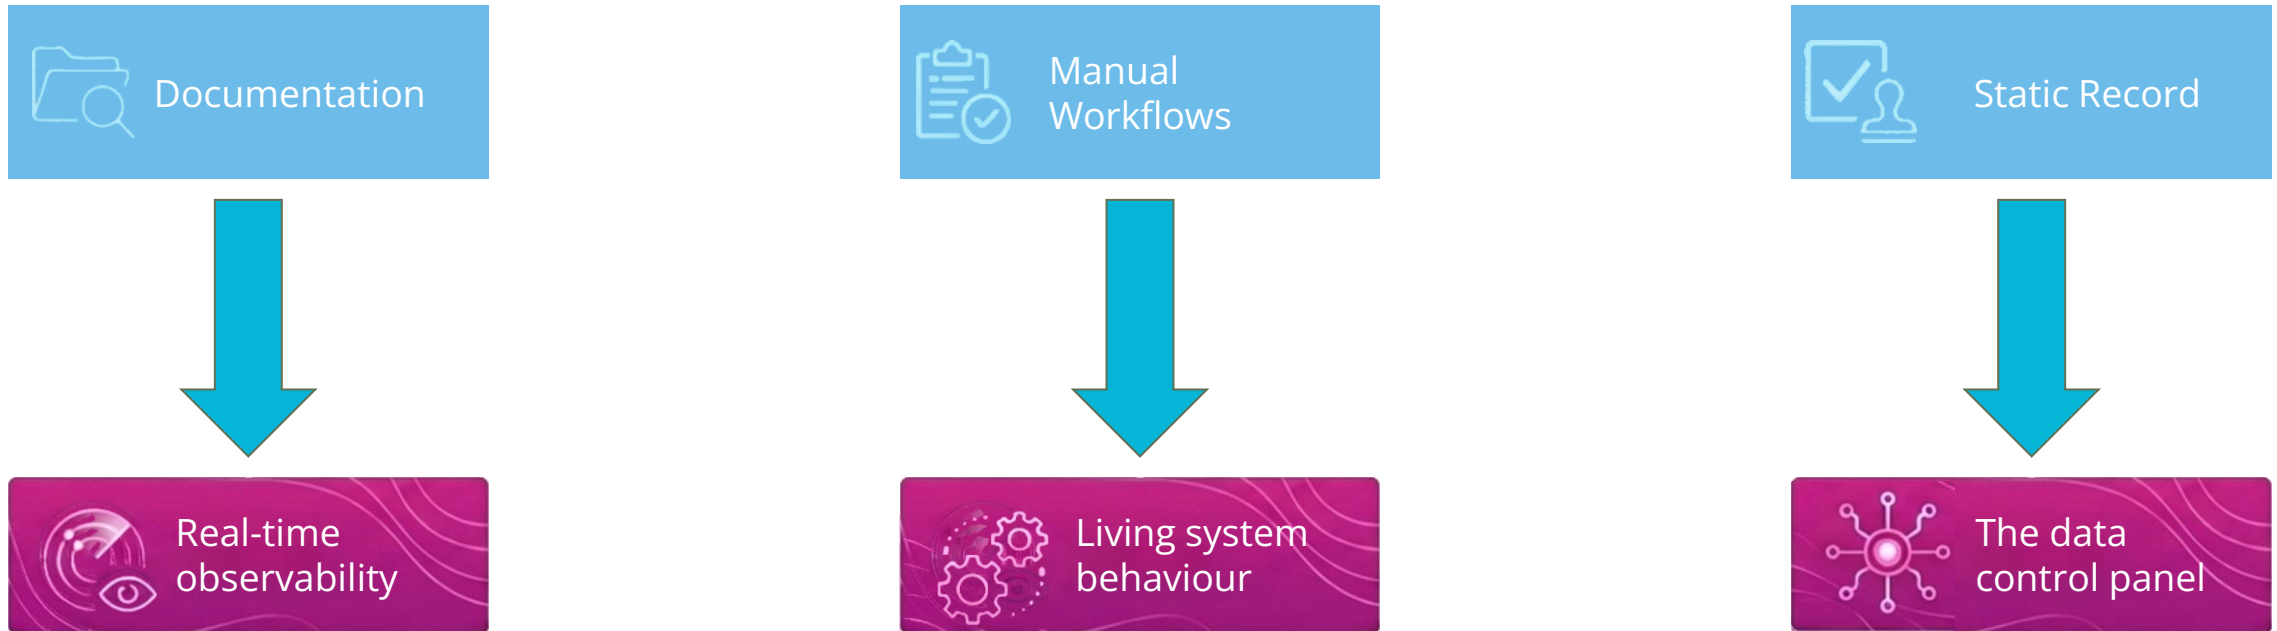 Documentation
Manual
Workflows
Static Record
Real-time
observability
Living system
behaviour
The data
control panel